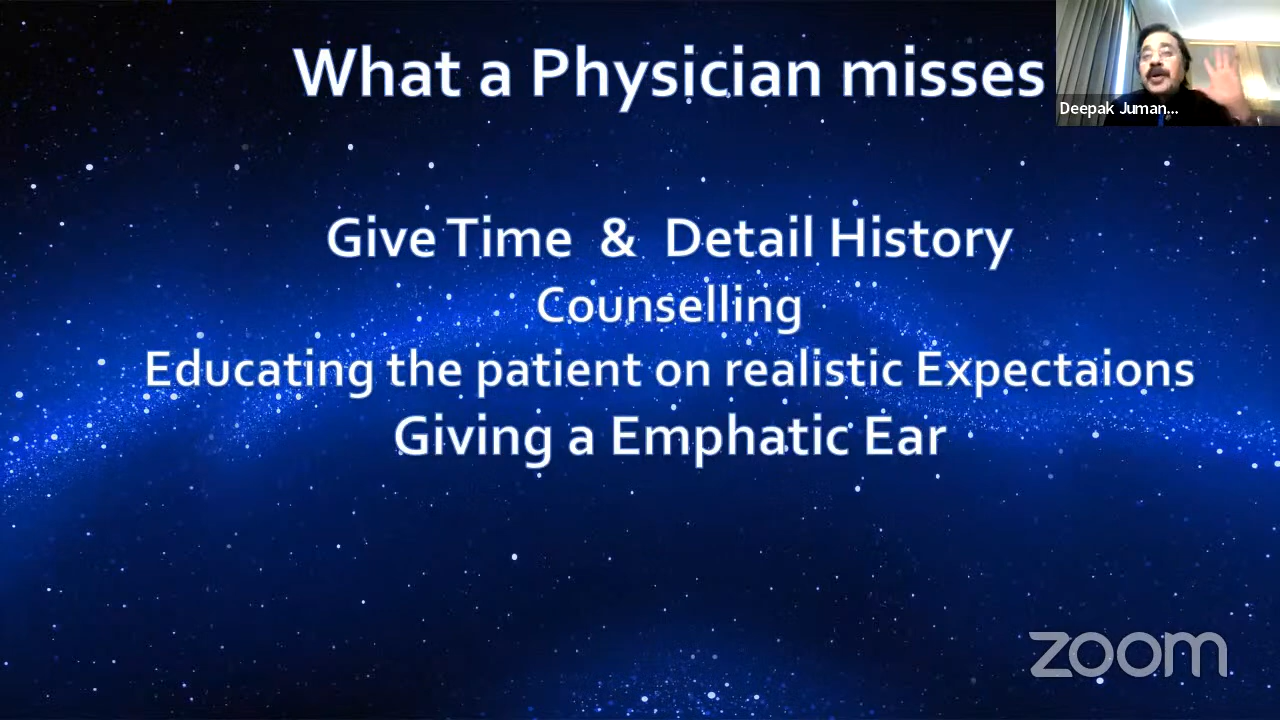 What a Physician misses
Deepak Juman...
Give Time & Detail History
Counselling
Educating the patient on realistic Expectaions
Giving a Emphatic Ear
zoom